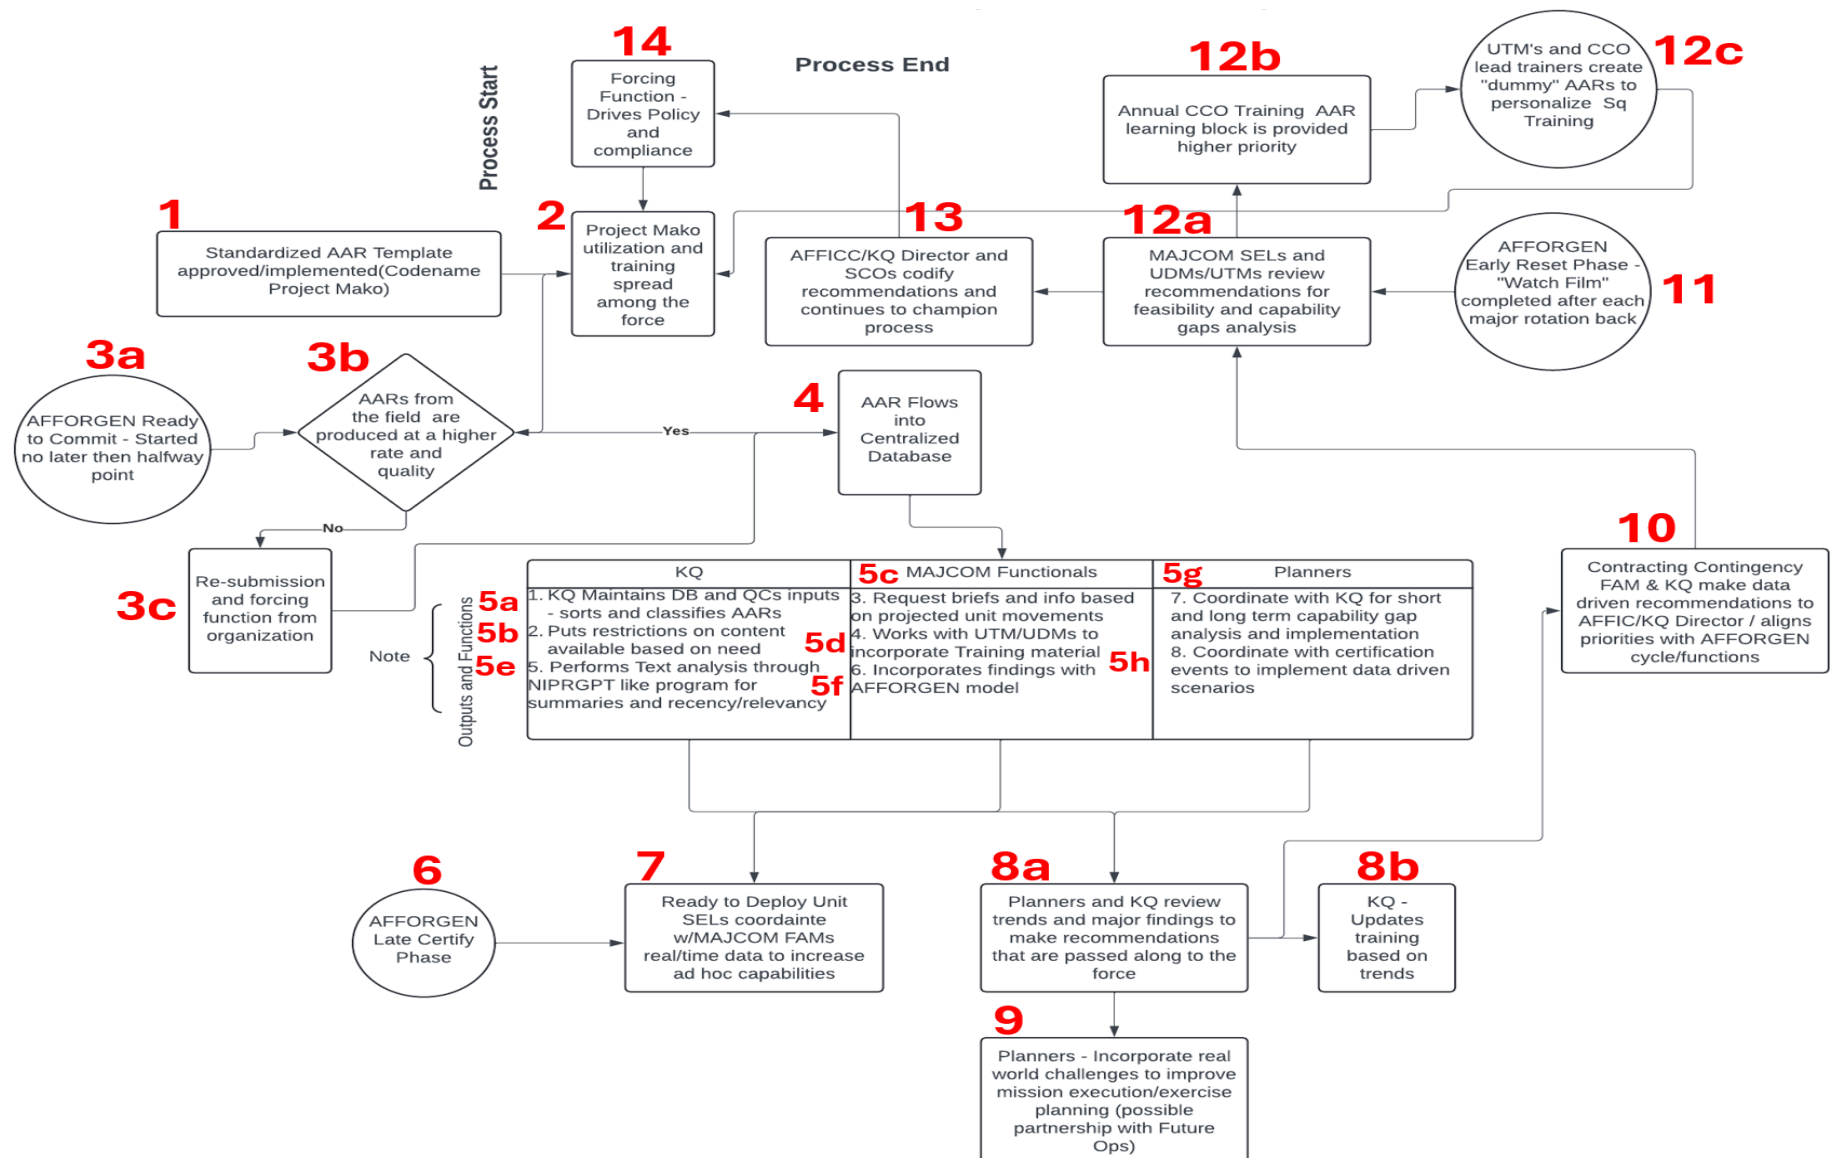 14
Forcing
Function -
Drives Policy
and
compliance
Process Start
Process End
12b
Annual CCO Training AAR
learning block is provided
higher priority
UTM's and CCO
lead trainers create
"dummy" AARs to
personalize Sq
Training
12c
1
Standardized AAR Template
approved/implemented(Codename
Project Mako)
2
Project Mako
utilization and
training
spread
among the
force
13
AFFICC/KQ Director and
SCOs codify
recommendations and
continues to champion
process
12a
MAJCOM SELs and
UDMs/UTMs review
recommendations for
feasibility and capability
gaps analysis
AFFORGEN
Early Reset Phase -
"Watch Film"
completed after each
major rotation back
11
3a
AFFORGEN Ready
to Commit - Started
no later then halfway
point
3b
AARs from
the field are
produced at a higher
rate and
quality
Yes
No
4
AAR Flows
into
Centralized
Database
3c
Re-submission
and forcing
function from
organization
Note
Outputs and Functions
KQ
5a
1. KQ Maintains DB and QCs inputs
- sorts and classifies AARs
5b
2. Puts restrictions on content
available based on need
5e
5. Performs Text analysis through
NIPRGPT like program for
summaries and recency/relevancy
5c
MAJCOM Functionals
3. Request briefs and info based
on projected unit movements
5d
4. Works with UTM/UDMs to
incorporate Training material
5f
6. Incorporates findings with
AFFORGEN model
5g
Planners
7. Coordinate with KQ for short
and long term capability gap
analysis and implementation
5h
8. Coordinate with certification
events to implement data driven
scenarios
10
Contracting Contingency
FAM & KQ make data
driven recommendations to
AFFIC/KQ Director / aligns
priorities with AFFORGEN
cycle/functions
6
AFFORGEN
Late Certify
Phase
7
Ready to Deploy Unit
SELs coordainte
w/MAJCOM FAMs
real/time data to increase
ad hoc capabilities
8a
Planners and KQ review
trends and major findings to
make recommendations
that are passed along to the
force
8b
KQ -
Updates
training
based on
trends
9
Planners - Incorporate real
world challenges to improve
mission execution/exercise
planning (possible
partnership with Future
Ops)